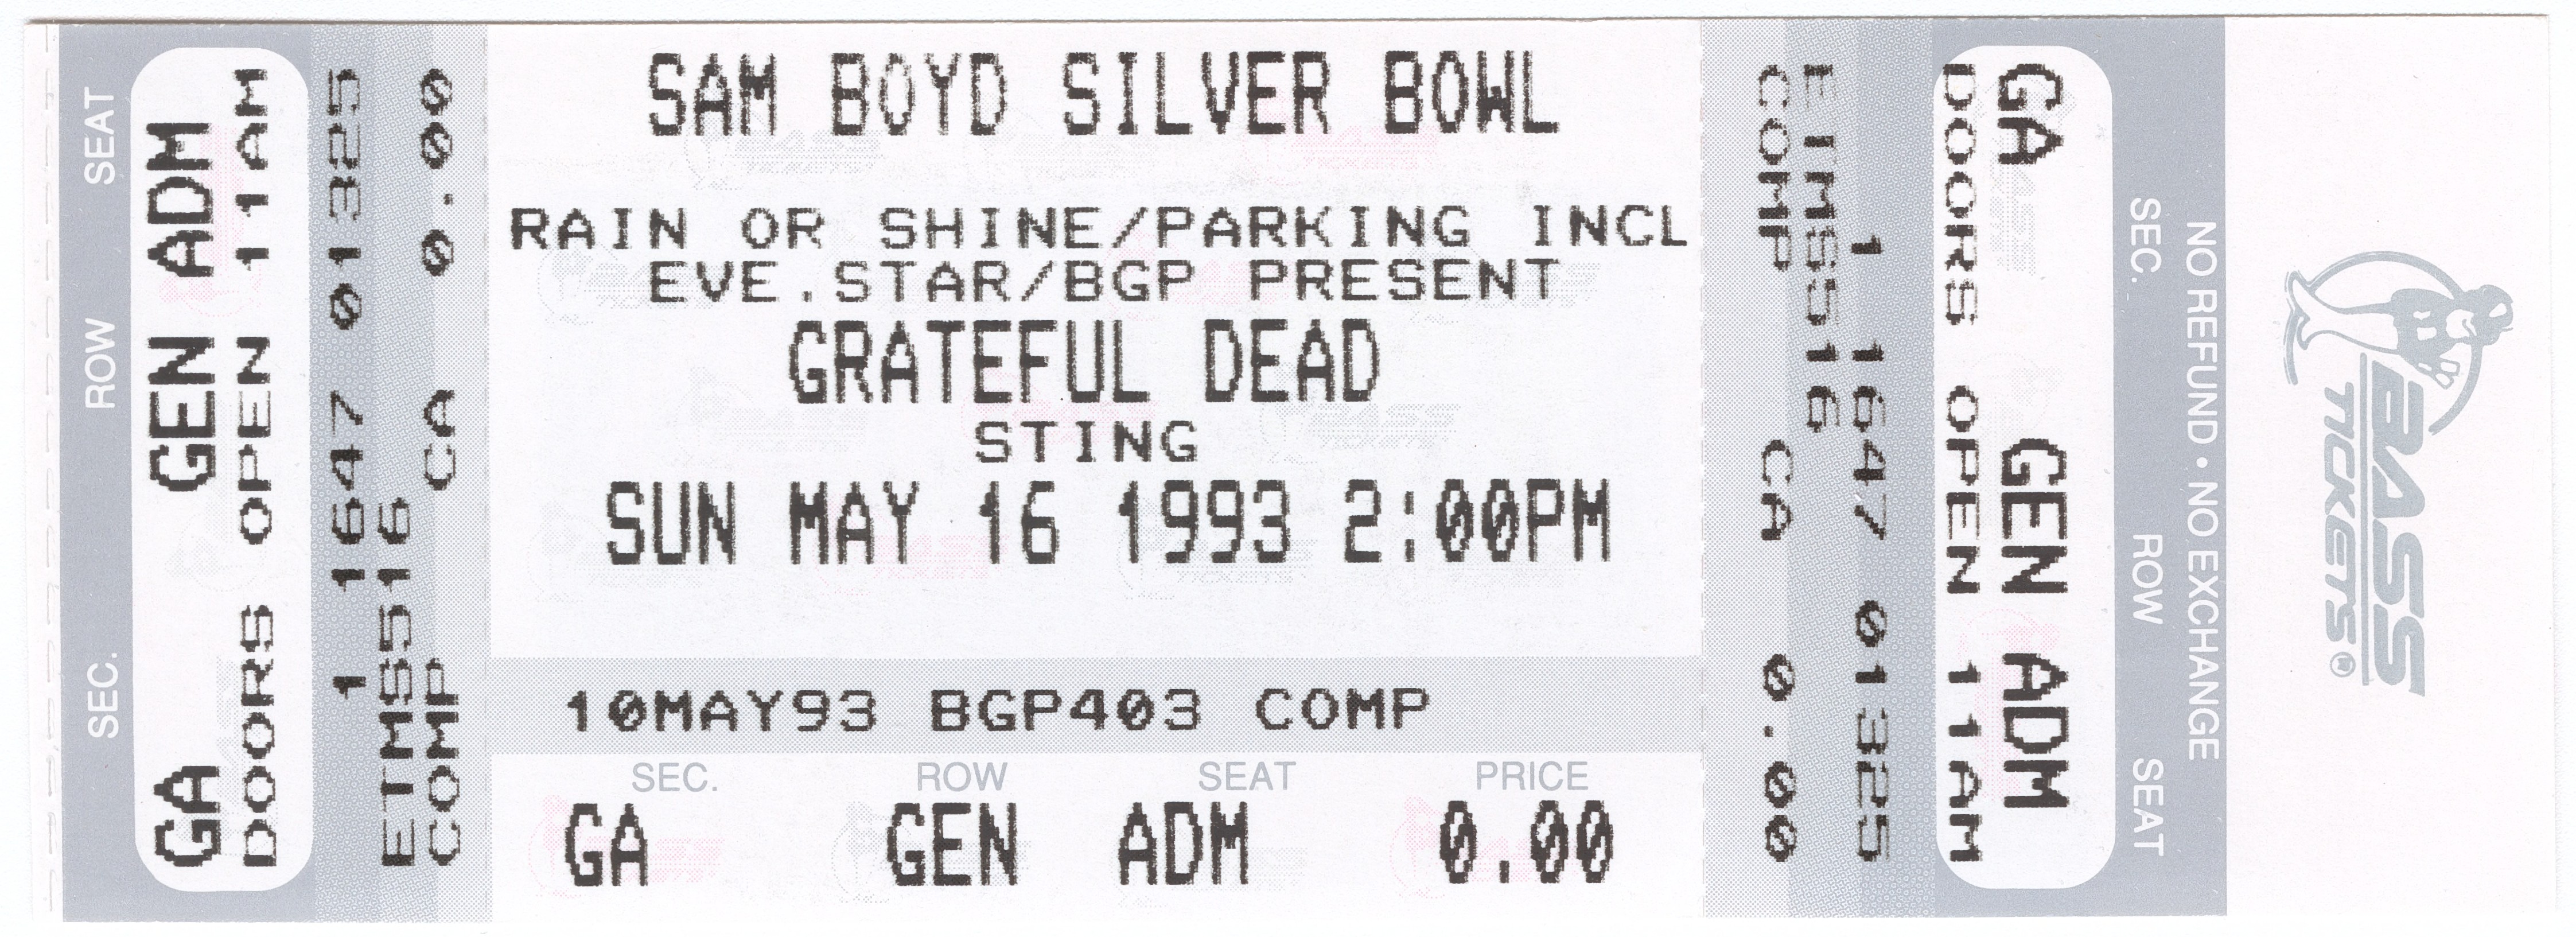 SEAT
ROW
SEC.
GA GEN ADM
DOORS OPEN 11AM
1 1647 01325
ETMS516
COMP CA 0.00
SAM BOYD SILVER BOWL
RAIN OR SHINE/PARKING INCL
EVE.STAR/BGP PRESENT
GRATEFUL DEAD
STING
SUN MAY 16 1993 2:00PM
10MAY93 BGP403 COMP
SEC. ROW SEAT PRICE
GA GEN ADM 0.00
GA GEN ADM
DOORS OPEN 11AM
1 1647 01325
ETMS516
COMP CA 0.00
SEC. ROW SEAT
NO REFUND • NO EXCHANGE
BASS
TICKETS®